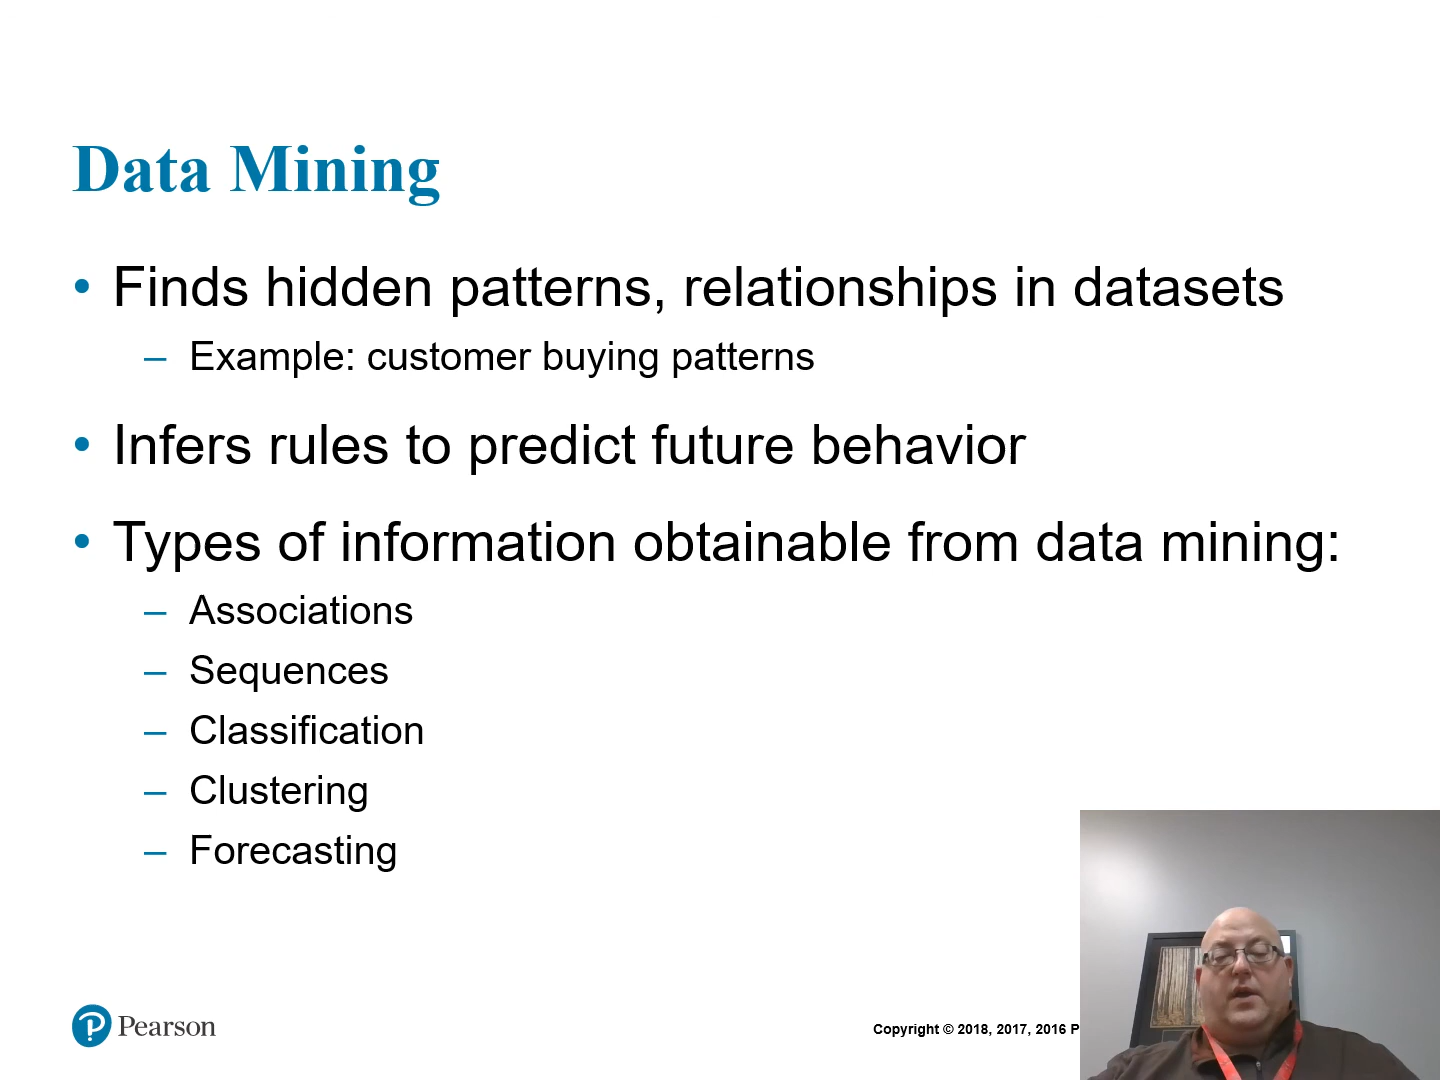 Data Mining
• Finds hidden patterns, relationships in datasets
– Example: customer buying patterns
• Infers rules to predict future behavior
• Types of information obtainable from data mining:
– Associations
– Sequences
– Classification
– Clustering
– Forecasting
Pearson
Copyright © 2018, 2017, 2016 P